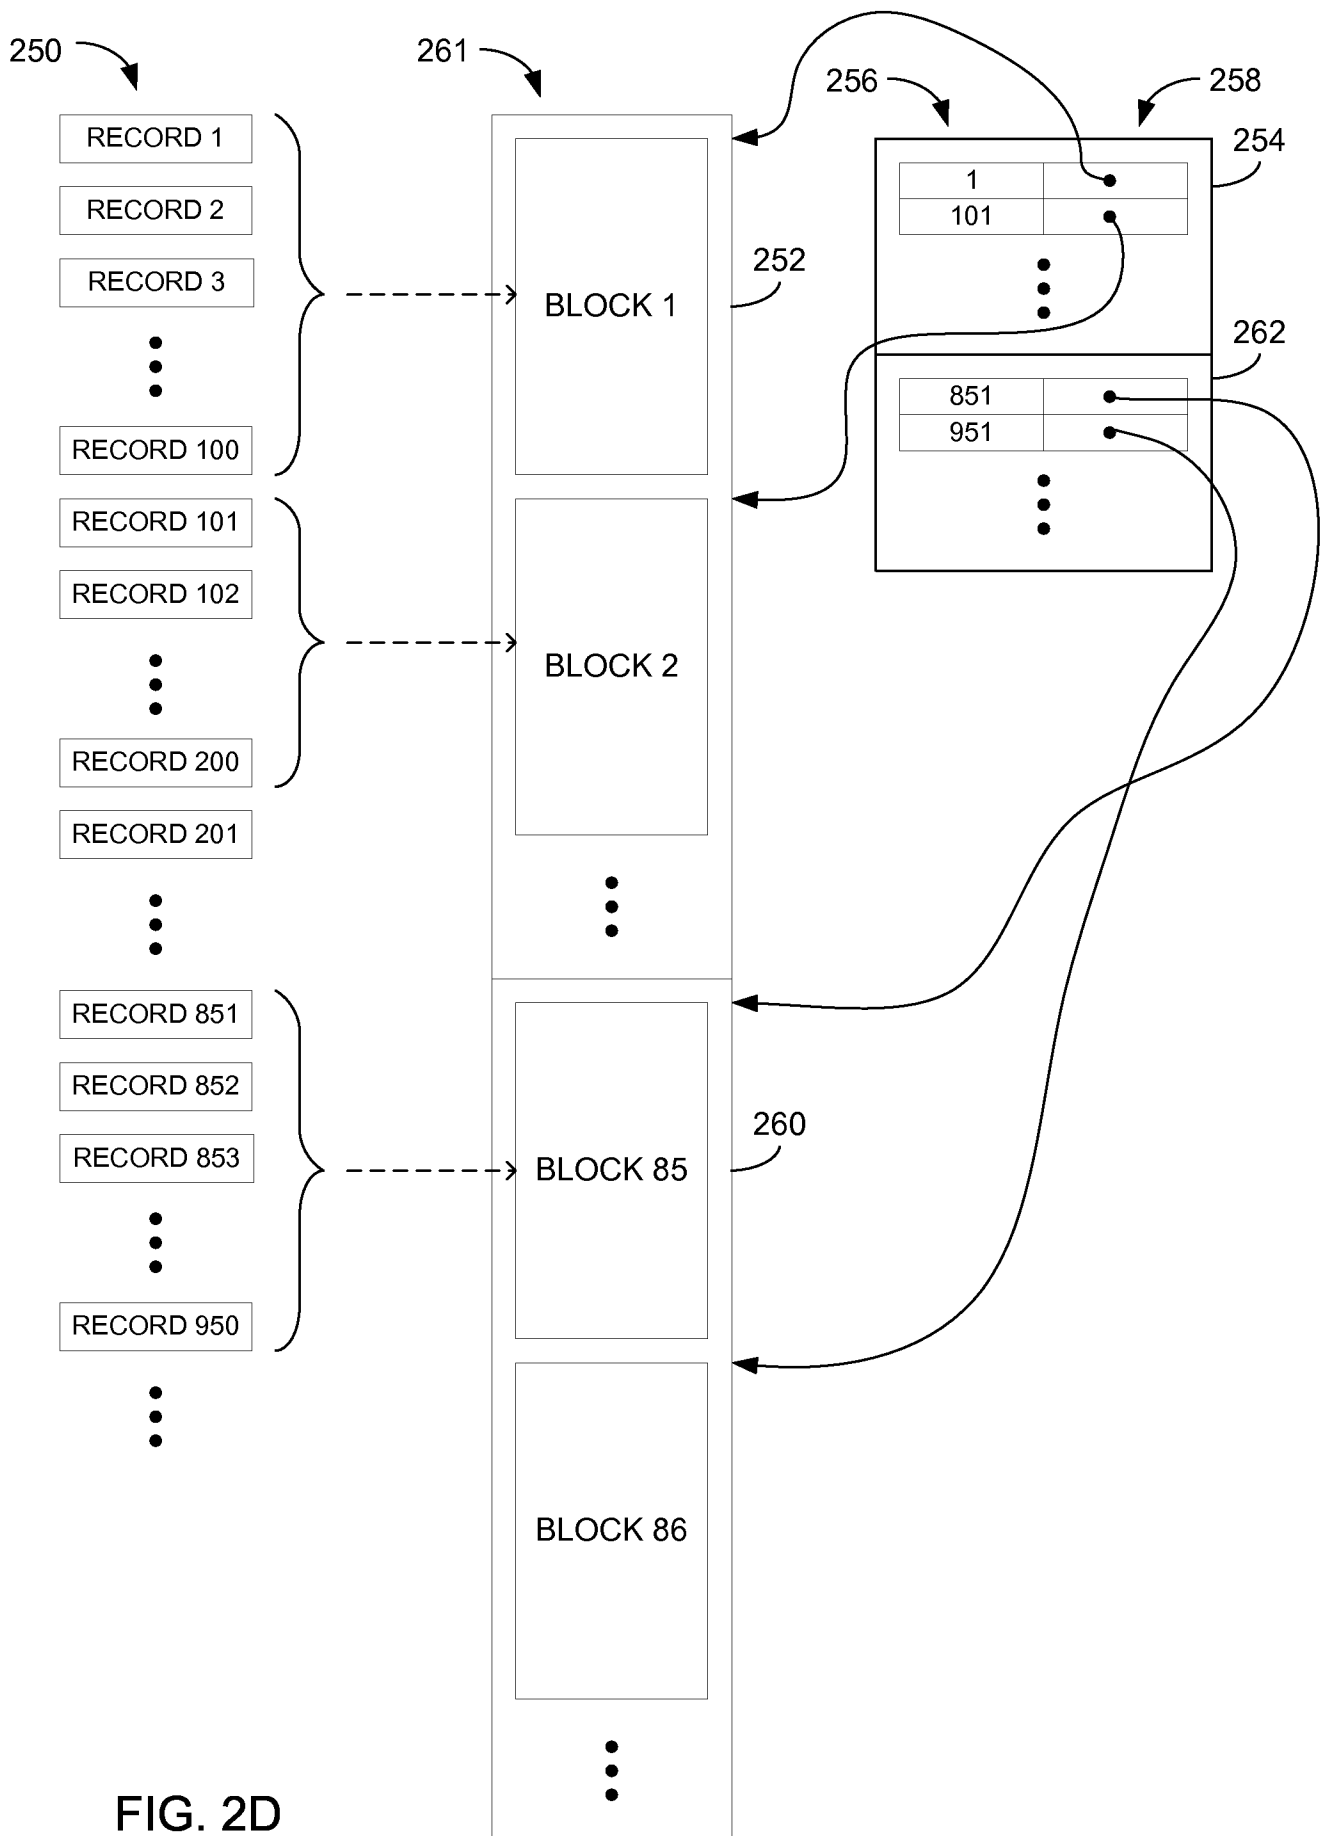 250
RECORD 1
RECORD 2
RECORD 3
RECORD 100
RECORD 101
RECORD 102
RECORD 200
RECORD 201
RECORD 851
RECORD 852
RECORD 853
RECORD 950
261
BLOCK 1
252
BLOCK 2
BLOCK 85
260
BLOCK 86
256
258
254
1
101
262
851
951
FIG. 2D